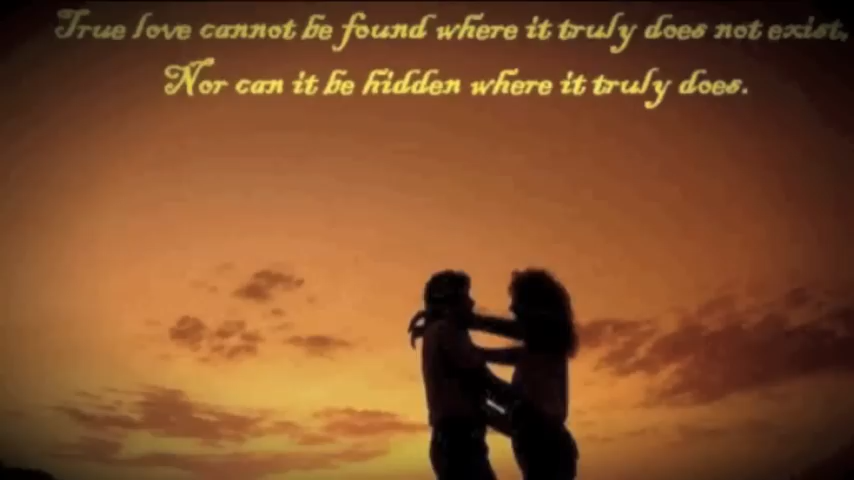 True love cannot be found where it truly does not exist,
Nor can it be hidden where it truly does.